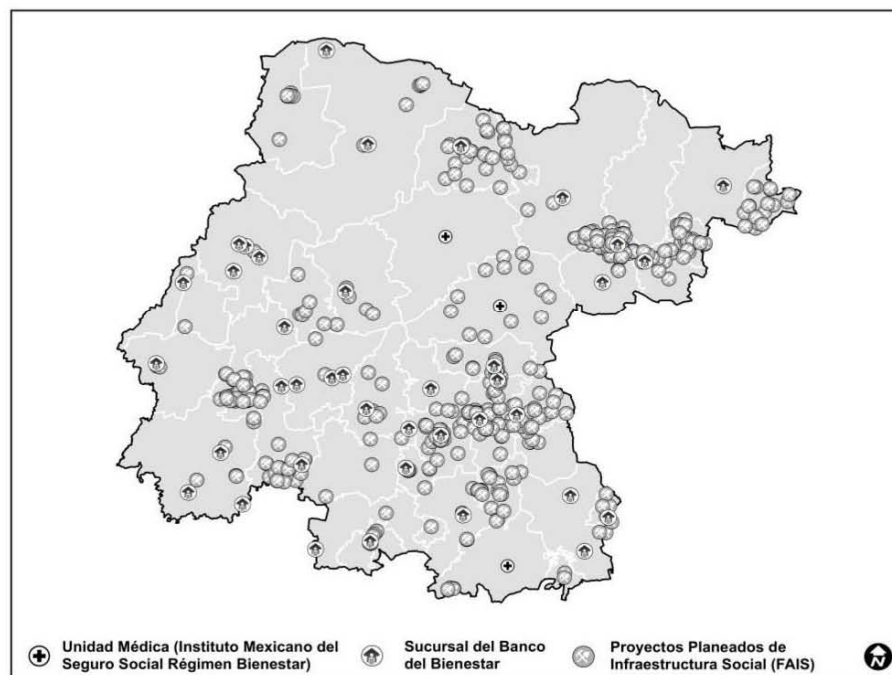 Unidad Médica (Instituto Mexicano del
Seguro Social Régimen Bienestar)
Sucursal del Banco
del Bienestar
Proyectos Planeados de
Infraestructura Social (FAIS)
N